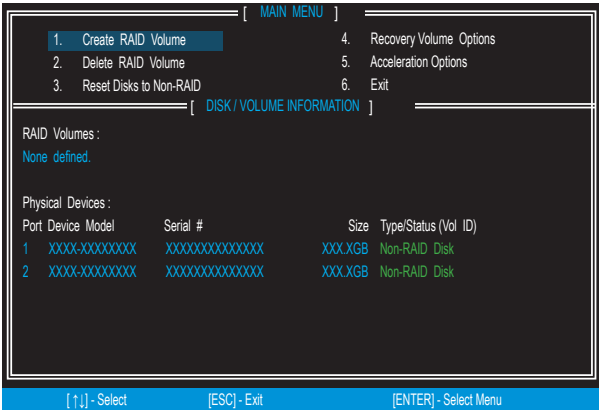 [ MAIN MENU ]
1. Create RAID Volume 4. Recovery Volume Options
2. Delete RAID Volume 5. Acceleration Options
3. Reset Disks to Non-RAID 6. Exit
[ DISK / VOLUME INFORMATION ]
RAID Volumes :
None defined.
Physical Devices :
Port Device Model Serial # Size Type/Status (Vol ID)
1 XXXX-XXXXXXXX XXXXXXXXXXXXXX XXX.XGB Non-RAID Disk
2 XXXX-XXXXXXXX XXXXXXXXXXXXXX XXX.XGB Non-RAID Disk
[ ↑↓] - Select [ESC] - Exit [ENTER] - Select Menu